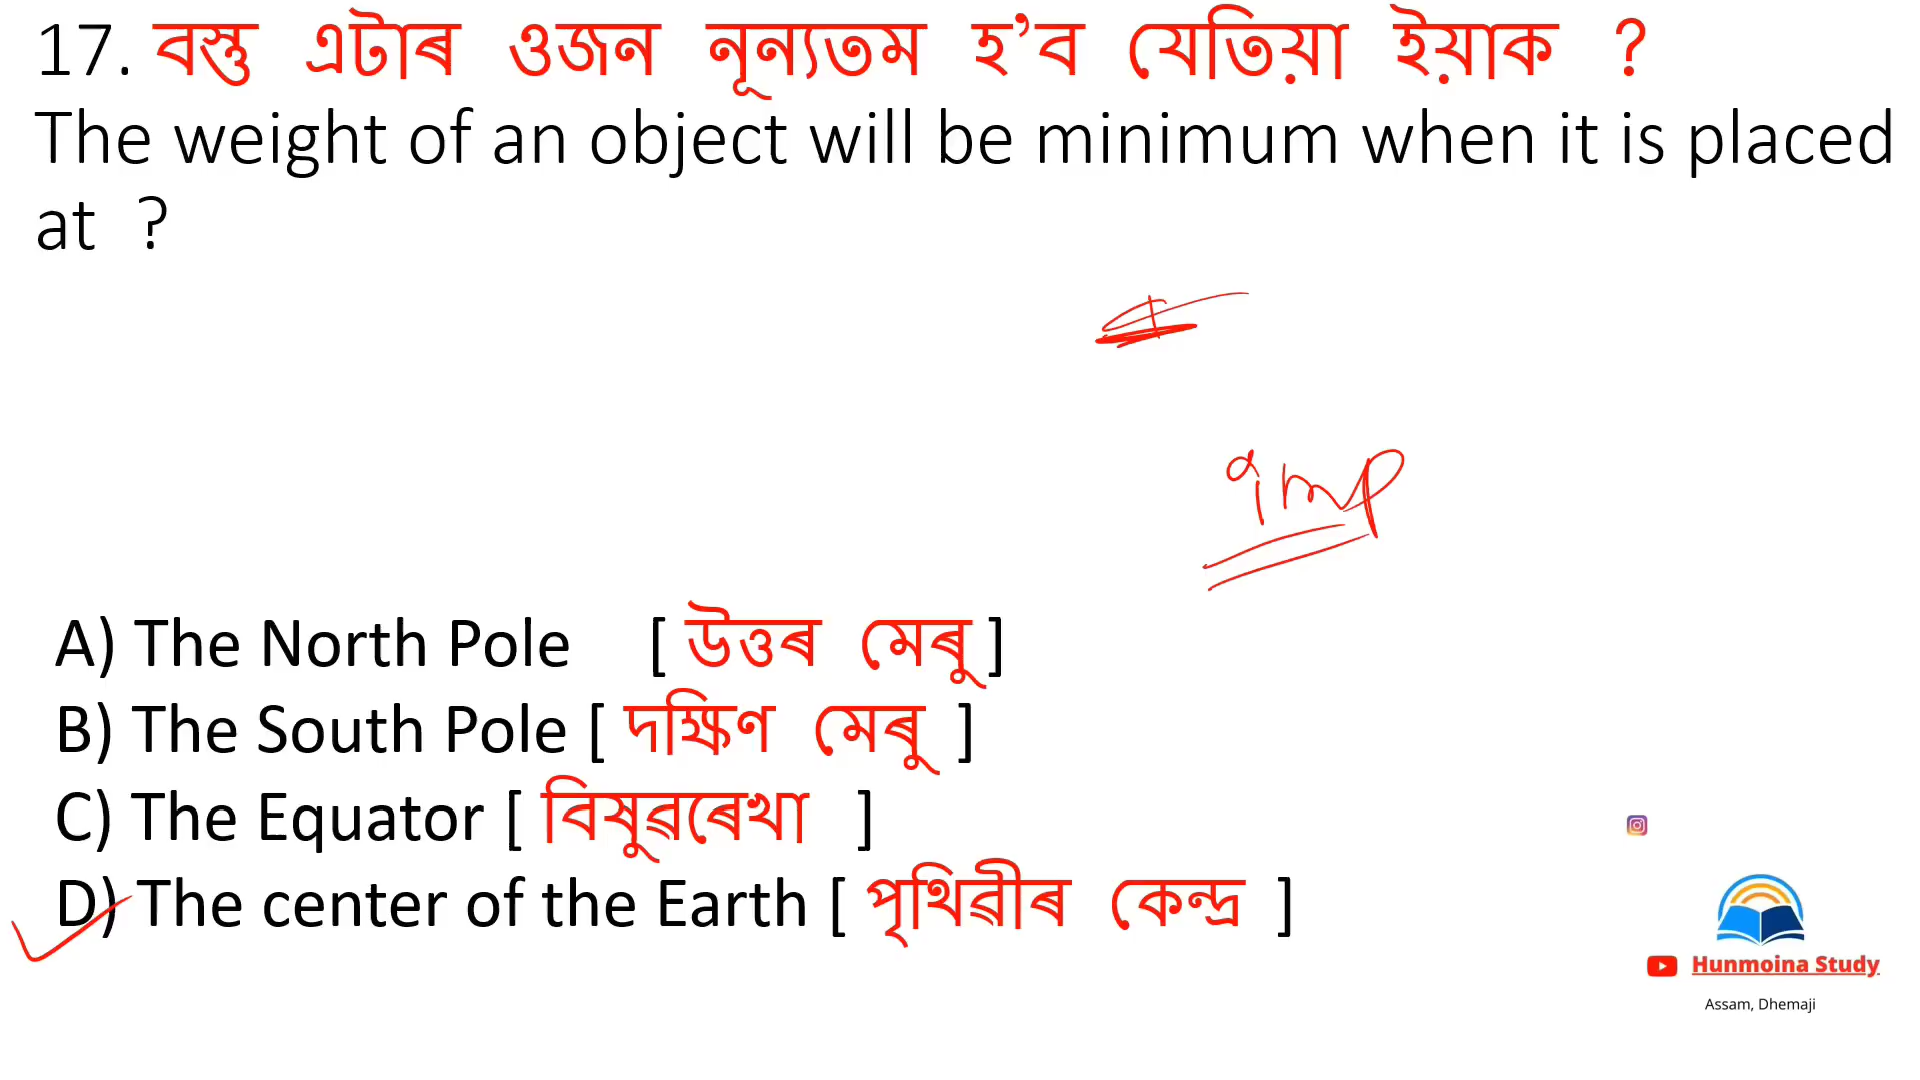 17. বস্তু এটাৰ ওজন নূন্যতম হ’ব যেতিয়া ইয়াক ?
The weight of an object will be minimum when it is placed
at ?
imp
A) The North Pole [ উত্তৰ মেৰু ]
B) The South Pole [ দক্ষিণ মেৰু ]
C) The Equator [ বিষুৱৰেখা ]
D) The center of the Earth [ পৃথিৱীৰ কেন্দ্ৰ ]
Hunmoina Study
Assam, Dhemaji